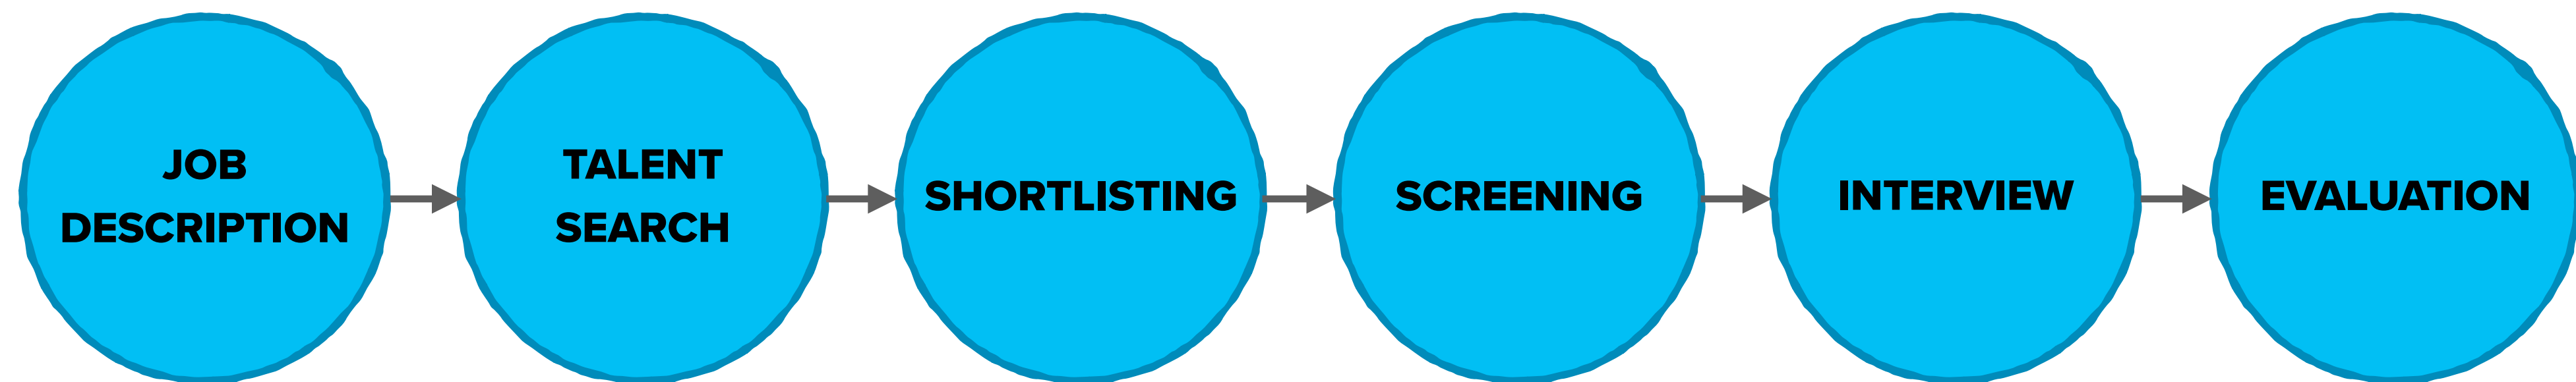 JOB
DESCRIPTION
TALENT
SEARCH
SHORTLISTING
SCREENING
INTERVIEW
EVALUATION